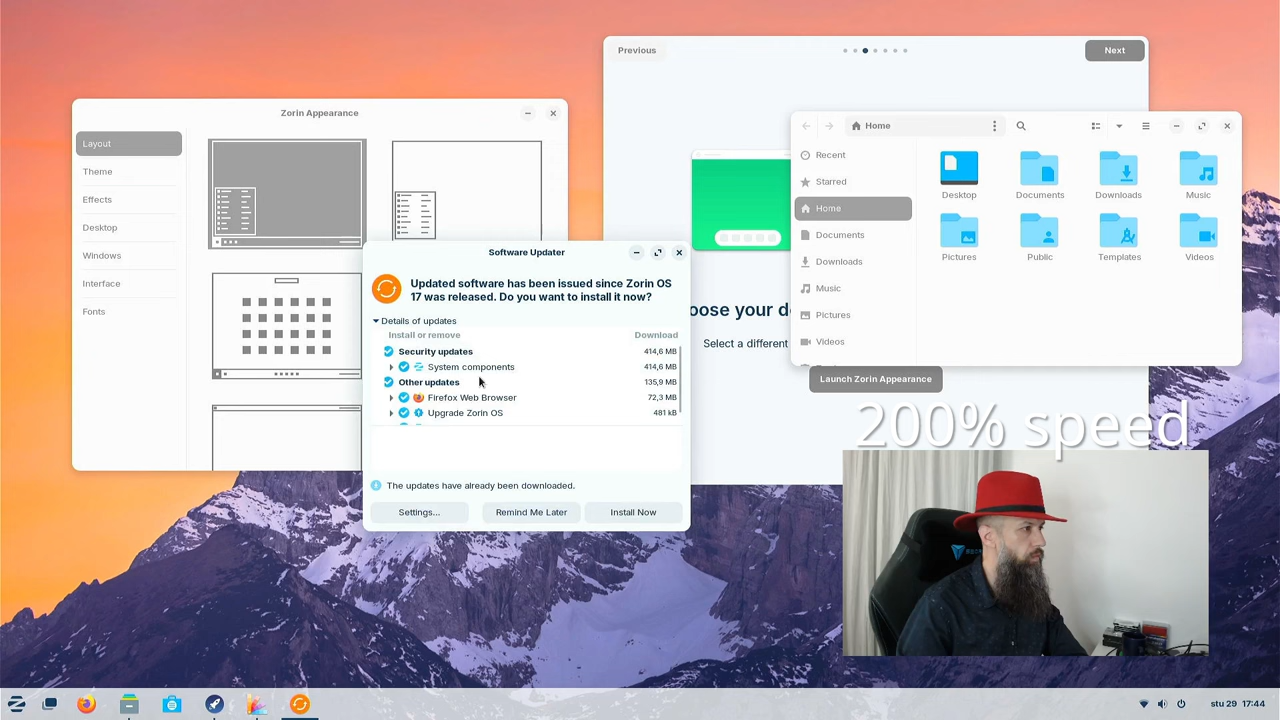 Previous
Next
Zorin Appearance
Layout
Theme
Effects
Desktop
Windows
Interface
Fonts
Home
Recent
Starred
Home
Documents
Downloads
Music
Pictures
Videos
Desktop
Documents
Downloads
Music
Pictures
Public
Templates
Videos
Software Updater
Updated software has been issued since Zorin OS
17 was released. Do you want to install it now?
Details of updates
Install or remove Download
Security updates 414,6 MB
System components 414,6 MB
Other updates 135,9 MB
Firefox Web Browser 72,3 MB
Upgrade Zorin OS 481 kB
The updates have already been downloaded.
Settings...
Remind Me Later
Install Now
oose your d
Select a different
Launch Zorin Appearance
200% speed
stu 29 17:44